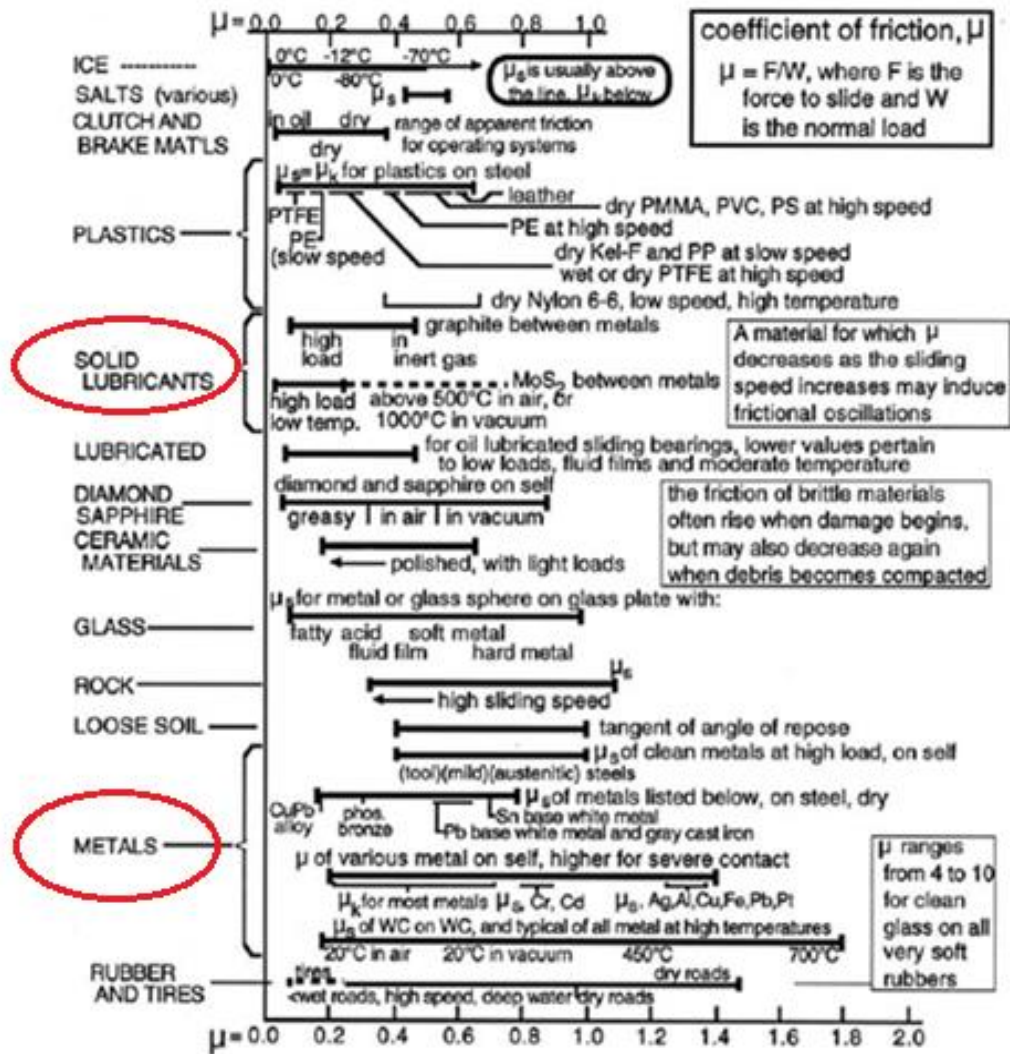 μ = 0.0 0.2 0.4 0.6 0.8 1.0
coefficient of friction, μ
μ = F/W, where F is the
force to slide and W
is the normal load
ICE
0°C -12°C -70°C
0°C -80°C
μs is usually above
the line, μk below
SALTS (various)
μs
CLUTCH AND
BRAKE MAT'LS
in oil dry
dry
range of apparent friction
for operating systems
PLASTICS
μs = μk for plastics on steel
leather
PTFE
PE
(slow speed
dry PMMA, PVC, PS at high speed
PE at high speed
dry Kel-F and PP at slow speed
wet or dry PTFE at high speed
dry Nylon 6-6, low speed, high temperature
SOLID
LUBRICANTS
graphite between metals
high in
load inert gas
MoS2 between metals
high load above 500°C in air, or
low temp. 1000°C in vacuum
A material for which μ
decreases as the sliding
speed increases may induce
frictional oscillations
LUBRICATED
for oil lubricated sliding bearings, lower values pertain
to low loads, fluid films and moderate temperature
DIAMOND
SAPPHIRE
diamond and sapphire on self
greasy in air in vacuum
the friction of brittle materials
often rise when damage begins,
but may also decrease again
when debris becomes compacted
CERAMIC
MATERIALS
polished, with light loads
GLASS
μs for metal or glass sphere on glass plate with:
fatty acid soft metal
fluid film hard metal
ROCK
μs
high sliding speed
LOOSE SOIL
tangent of angle of repose
METALS
μs of clean metals at high load, on self
(tool)(mild)(austenitic) steels
μs of metals listed below, on steel, dry
CuPb phos.
alloy bronze
Sn base white metal
Pb base white metal and gray cast iron
μ of various metal on self, higher for severe contact
μk for most metals μs, Cr, Cd μs, Ag,Al,Cu,Fe,Pb,Pt
μs of WC on WC, and typical of all metal at high temperatures
20°C in air 20°C in vacuum 450°C 700°C
μ ranges
from 4 to 10
for clean
glass on all
very soft
rubbers
RUBBER
AND TIRES
tires dry roads
<wet roads, high speed, deep water dry roads
μ = 0.0 0.2 0.4 0.6 0.8 1.0 1.2 1.4 1.6 1.8 2.0